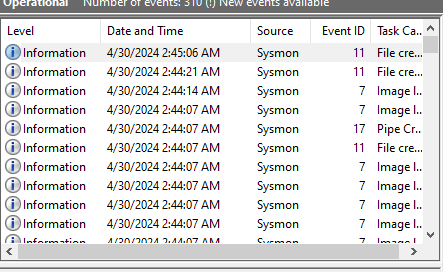 Operational Number of events: 310 (!) New events available
Level Date and Time Source Event ID Task Ca...
Information 4/30/2024 2:45:06 AM Sysmon 11 File cre...
Information 4/30/2024 2:44:21 AM Sysmon 11 File cre...
Information 4/30/2024 2:44:14 AM Sysmon 7 Image l...
Information 4/30/2024 2:44:07 AM Sysmon 7 Image l...
Information 4/30/2024 2:44:07 AM Sysmon 17 Pipe Cr...
Information 4/30/2024 2:44:07 AM Sysmon 11 File cre...
Information 4/30/2024 2:44:07 AM Sysmon 7 Image l...
Information 4/30/2024 2:44:07 AM Sysmon 7 Image l...
Information 4/30/2024 2:44:07 AM Sysmon 7 Image l...
Information 4/30/2024 2:44:07 AM Sysmon 7 Image l...
Information 4/30/2024 2:44:07 AM Sysmon 7 Image l...